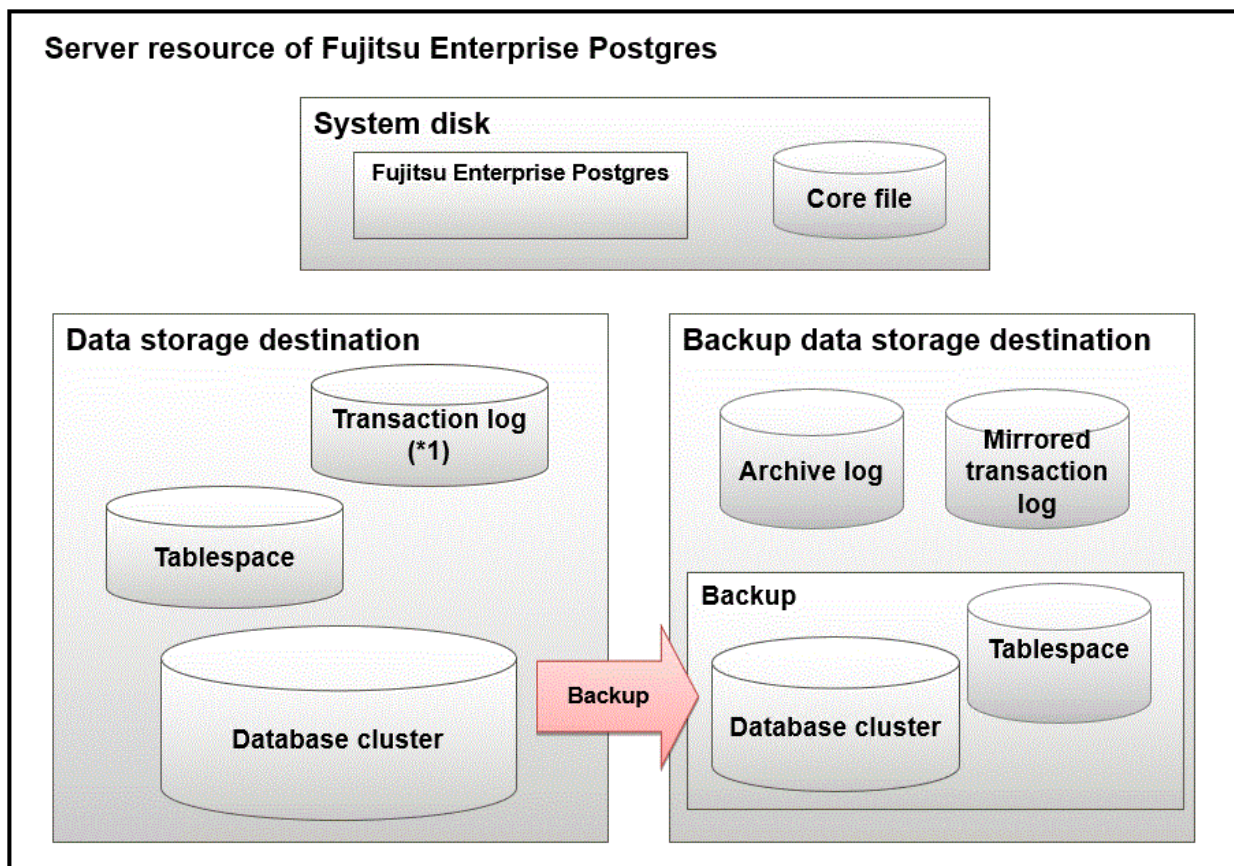 Server resource of Fujitsu Enterprise Postgres
System disk
Fujitsu Enterprise Postgres
Core file
Data storage destination
Transaction log
(*1)
Tablespace
Database cluster
Backup
Backup data storage destination
Archive log
Mirrored
transaction
log
Backup
Tablespace
Database cluster